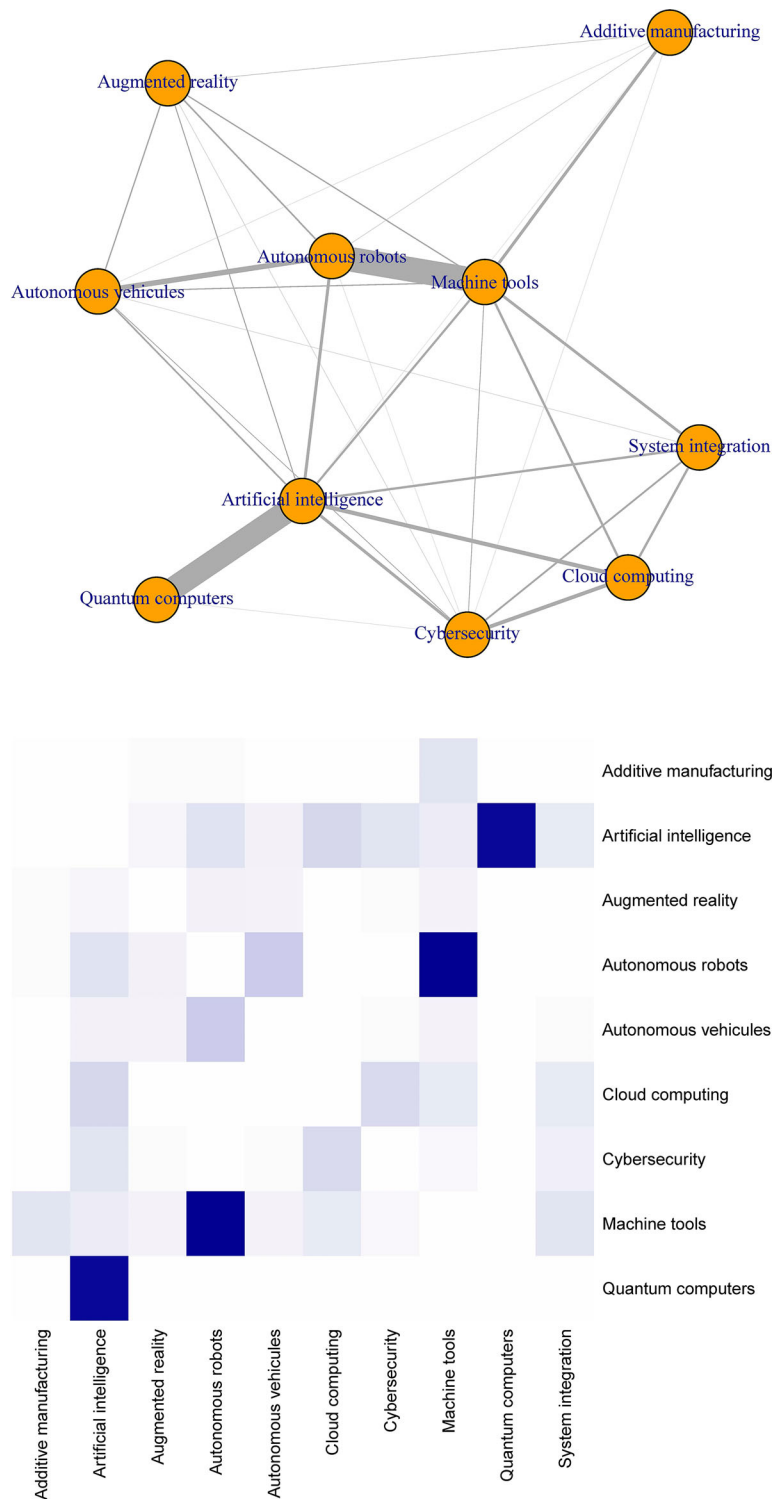 Additive manufacturing
Augmented reality
Autonomous robots
Machine tools
Autonomous vehicules
System integration
Artificial intelligence
Cloud computing
Quantum computers
Cybersecurity
Additive manufacturing
Artificial intelligence
Augmented reality
Autonomous robots
Autonomous vehicules
Cloud computing
Cybersecurity
Machine tools
Quantum computers
Additive manufacturing
Artificial intelligence
Augmented reality
Autonomous robots
Autonomous vehicules
Cloud computing
Cybersecurity
Machine tools
Quantum computers
System integration